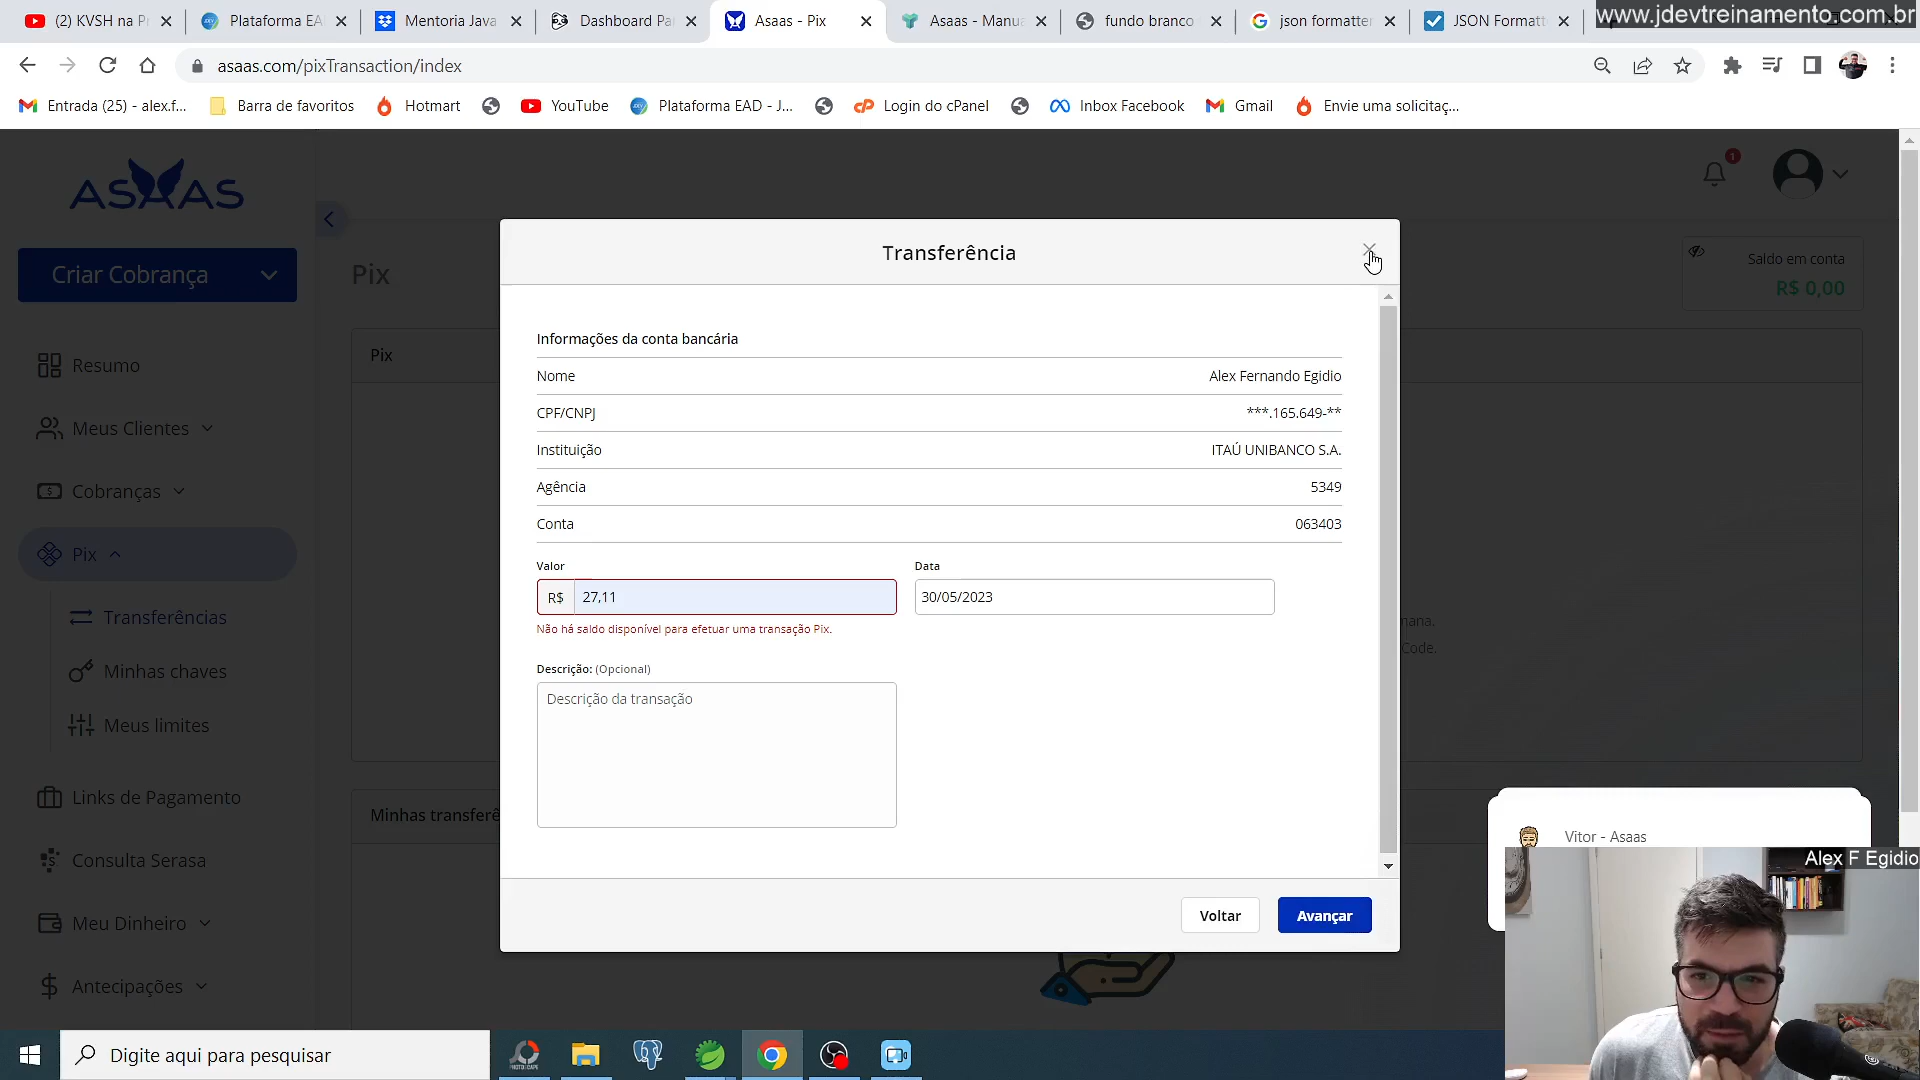 (2) KVSH na P
Plataforma EA
Mentoria Java
Dashboard Pa
Asaas - Pix
Asaas - Manua
fundo branco
json formatter
JSON Formatt
www.jdevtreinamento.com.br
asaas.com/pixTransaction/index
Entrada (25) - alex.f...
Barra de favoritos
Hotmart
YouTube
Plataforma EAD - J...
Login do cPanel
Inbox Facebook
Gmail
Envie uma solicitaç...
ASAAS
1
Criar Cobrança
Pix
Saldo em conta
R$ 0,00
Resumo
Meus Clientes
Cobranças
Pix
Transferências
Minhas chaves
Meus limites
Links de Pagamento
Consulta Serasa
Meu Dinheiro
Antecipações
Pix
Minhas transferê
nana.
Code.
Transferência
Informações da conta bancária
Nome Alex Fernando Egidio
CPF/CNPJ ***.165.649-**
Instituição ITAÚ UNIBANCO S.A.
Agência 5349
Conta 063403
Valor Data
R$ 27,11 30/05/2023
Não há saldo disponível para efetuar uma transação Pix.
Descrição: (Opcional)
Descrição da transação
Voltar Avançar
Vitor - Asaas
Alex F Egidio
Digite aqui para pesquisar